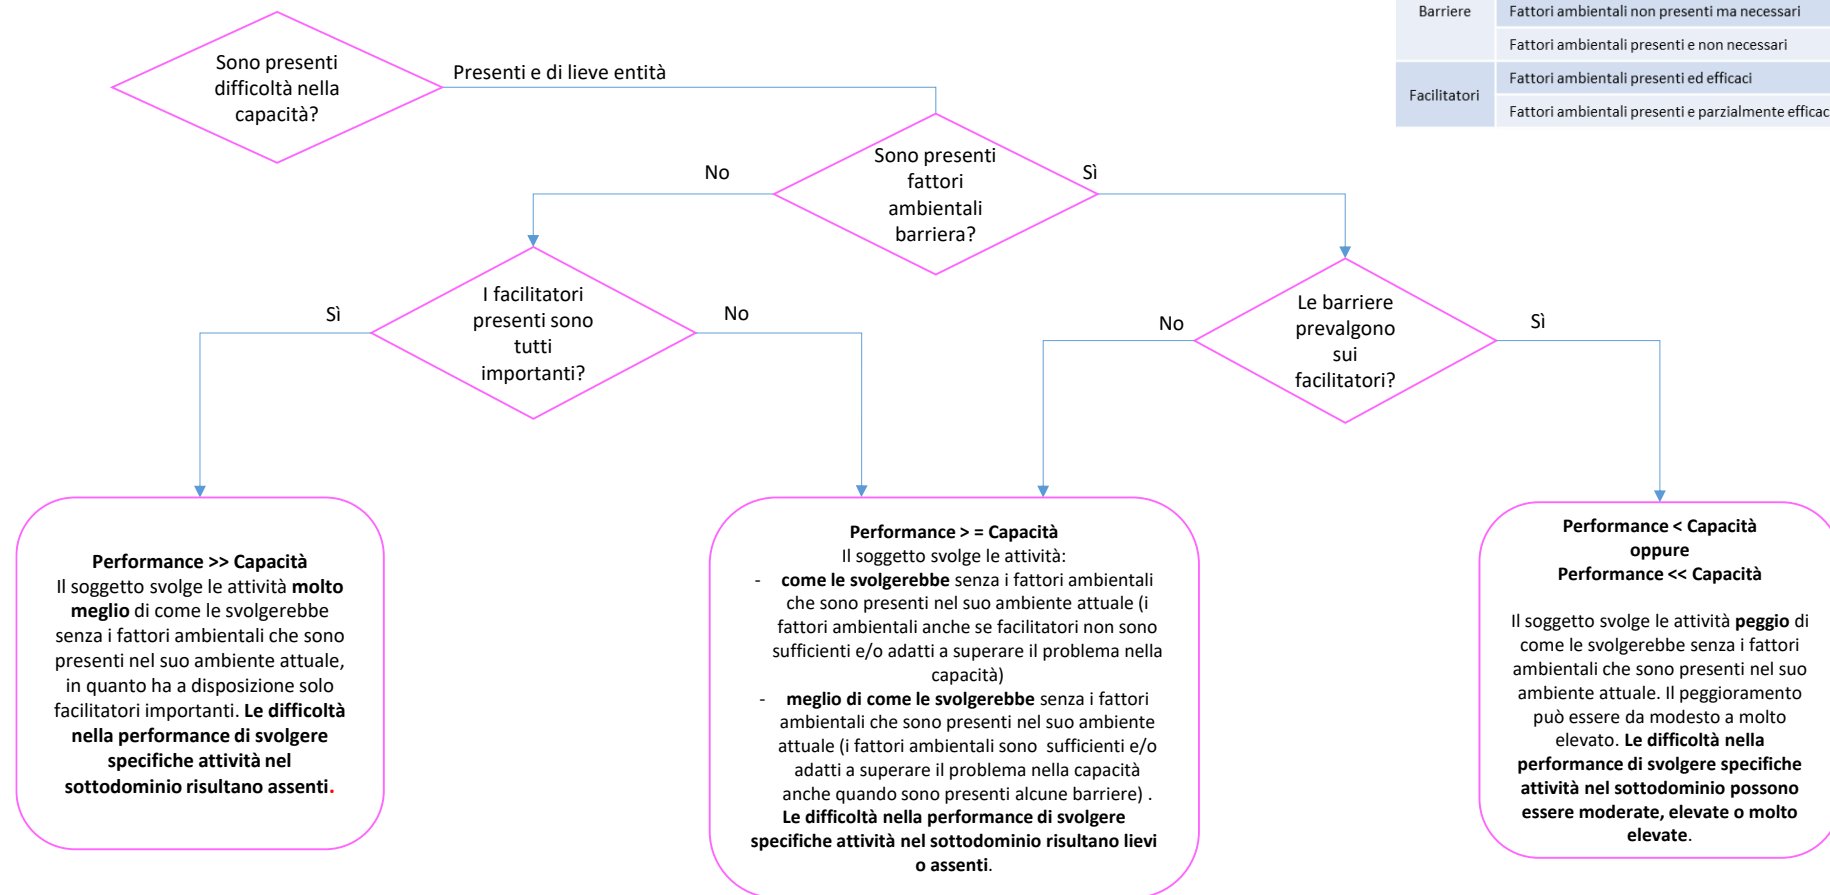 Barriere
Fattori ambientali non presenti ma necessari
Fattori ambientali presenti e non necessari
Facilitatori
Fattori ambientali presenti ed efficaci
Fattori ambientali presenti e parzialmente efficac
Sono presenti
difficoltà nella
capacità?
Presenti e di lieve entità
Sono presenti
fattori
ambientali
barriera?
No
Sì
I facilitatori
presenti sono
tutti
importanti?
Sì
No
Le barriere
prevalgono
sui
facilitatori?
No
Sì
Performance >> Capacità
Il soggetto svolge le attività molto
meglio di come le svolgerebbe
senza i fattori ambientali che sono
presenti nel suo ambiente attuale,
in quanto ha a disposizione solo
facilitatori importanti. Le difficoltà
nella performance di svolgere
specifiche attività nel
sottodominio risultano assenti.
Performance > = Capacità
Il soggetto svolge le attività:
- come le svolgerebbe senza i fattori ambientali
che sono presenti nel suo ambiente attuale (i
fattori ambientali anche se facilitatori non sono
sufficienti e/o adatti a superare il problema nella
capacità)
- meglio di come le svolgerebbe senza i fattori
ambientali che sono presenti nel suo ambiente
attuale (i fattori ambientali sono sufficienti e/o
adatti a superare il problema nella capacità
anche quando sono presenti alcune barriere) .
Le difficoltà nella performance di svolgere
specifiche attività nel sottodominio risultano lievi
o assenti.
Performance < Capacità
oppure
Performance << Capacità
Il soggetto svolge le attività peggio di
come le svolgerebbe senza i fattori
ambientali che sono presenti nel suo
ambiente attuale. Il peggioramento
può essere da modesto a molto
elevato. Le difficoltà nella
performance di svolgere specifiche
attività nel sottodominio possono
essere moderate, elevate o molto
elevate.